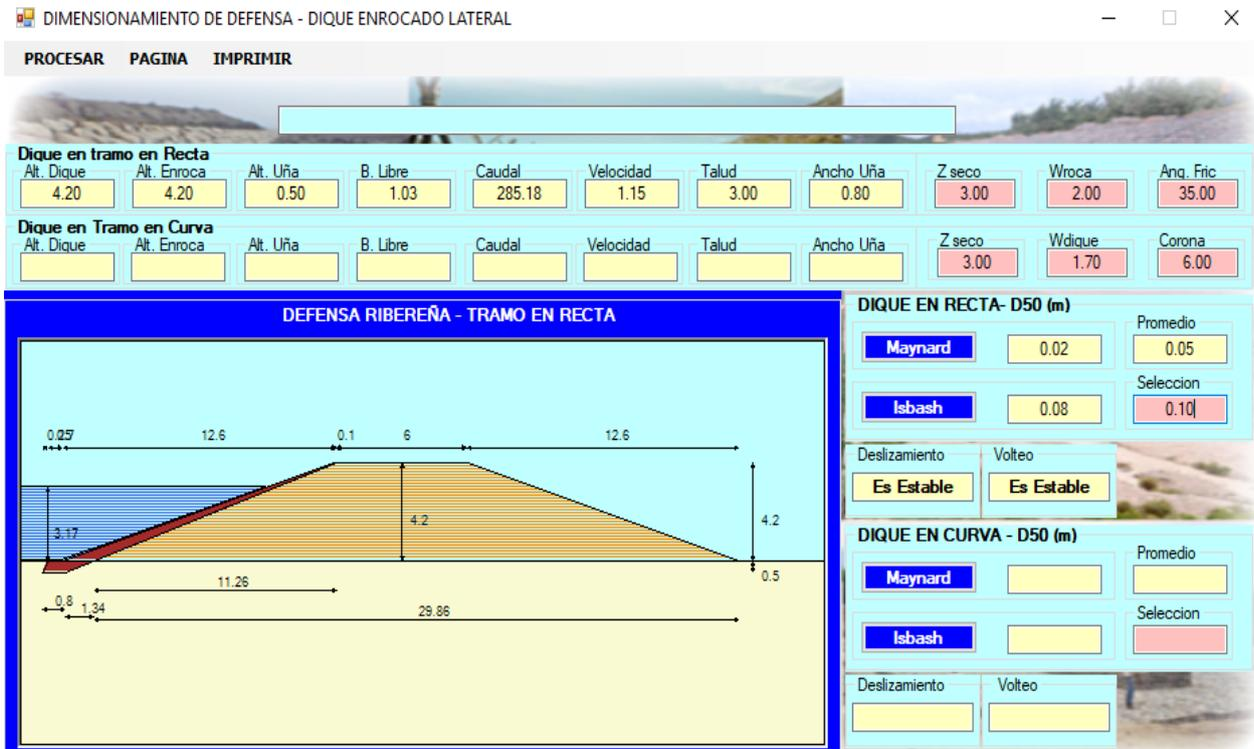 DIMENSIONAMIENTO DE DEFENSA - DIQUE ENROCADO LATERAL
PROCESAR PAGINA IMPRIMIR
Dique en tramo en Recta
Alt. Dique Alt. Enroca Alt. Uña B. Libre Caudal Velocidad Talud Ancho Uña Z seco Wroca Ang. Fric
4.20 4.20 0.50 1.03 285.18 1.15 3.00 0.80 3.00 2.00 35.00
Dique en Tramo en Curva
Alt. Dique Alt. Enroca Alt. Uña B. Libre Caudal Velocidad Talud Ancho Uña Z seco Wdique Corona
3.00 1.70 6.00
DEFENSA RIBEREÑA - TRAMO EN RECTA
12.6 0.1 6 12.6
3.17 4.2 4.2
0.5
11.26
0.8 1.34 29.86
DIQUE EN RECTA- D50 (m)
Promedio
Maynard 0.02 0.05
Seleccion
Isbash 0.08 0.10
Deslizamiento Volteo
Es Estable Es Estable
DIQUE EN CURVA - D50 (m)
Promedio
Maynard
Seleccion
Isbash
Deslizamiento Volteo